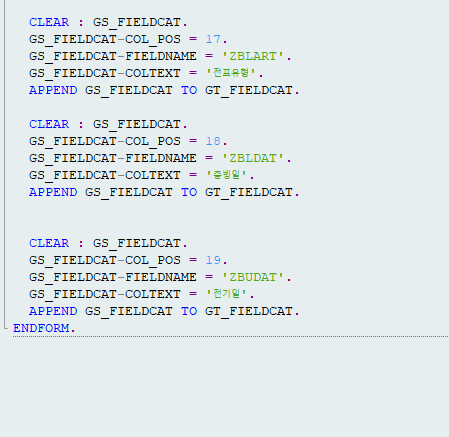 CLEAR : GS_FIELDCAT.
GS_FIELDCAT-COL_POS = 17.
GS_FIELDCAT-FIELDNAME = 'ZBLART'.
GS_FIELDCAT-COLTEXT = '전표유형'.
APPEND GS_FIELDCAT TO GT_FIELDCAT.
CLEAR : GS_FIELDCAT.
GS_FIELDCAT-COL_POS = 18.
GS_FIELDCAT-FIELDNAME = 'ZBLDAT'.
GS_FIELDCAT-COLTEXT = '증빙일'.
APPEND GS_FIELDCAT TO GT_FIELDCAT.
CLEAR : GS_FIELDCAT.
GS_FIELDCAT-COL_POS = 19.
GS_FIELDCAT-FIELDNAME = 'ZBUDAT'.
GS_FIELDCAT-COLTEXT = '전기일'.
APPEND GS_FIELDCAT TO GT_FIELDCAT.
ENDFORM.